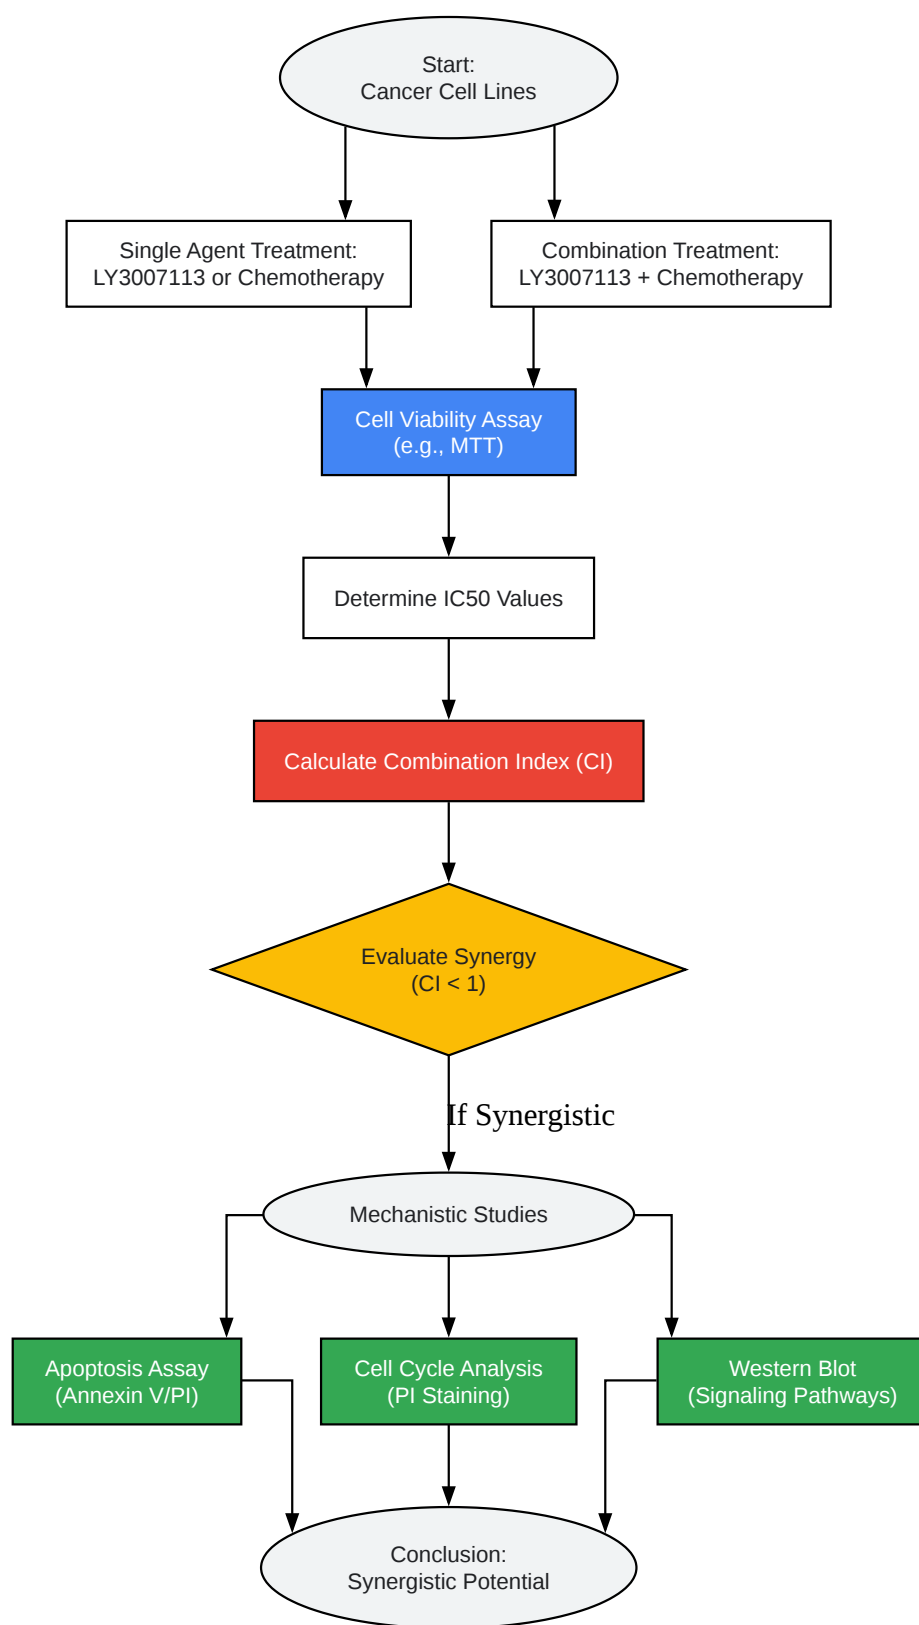 Start:
Cancer Cell Lines
Single Agent Treatment:
LY3007113 or Chemotherapy
Combination Treatment:
LY3007113 + Chemotherapy
Cell Viability Assay
(e.g., MTT)
Determine IC50 Values
Calculate Combination Index (CI)
Evaluate Synergy
(CI < 1)
If Synergistic
Mechanistic Studies
Apoptosis Assay
(Annexin V/PI)
Cell Cycle Analysis
(PI Staining)
Western Blot
(Signaling Pathways)
Conclusion:
Synergistic Potential